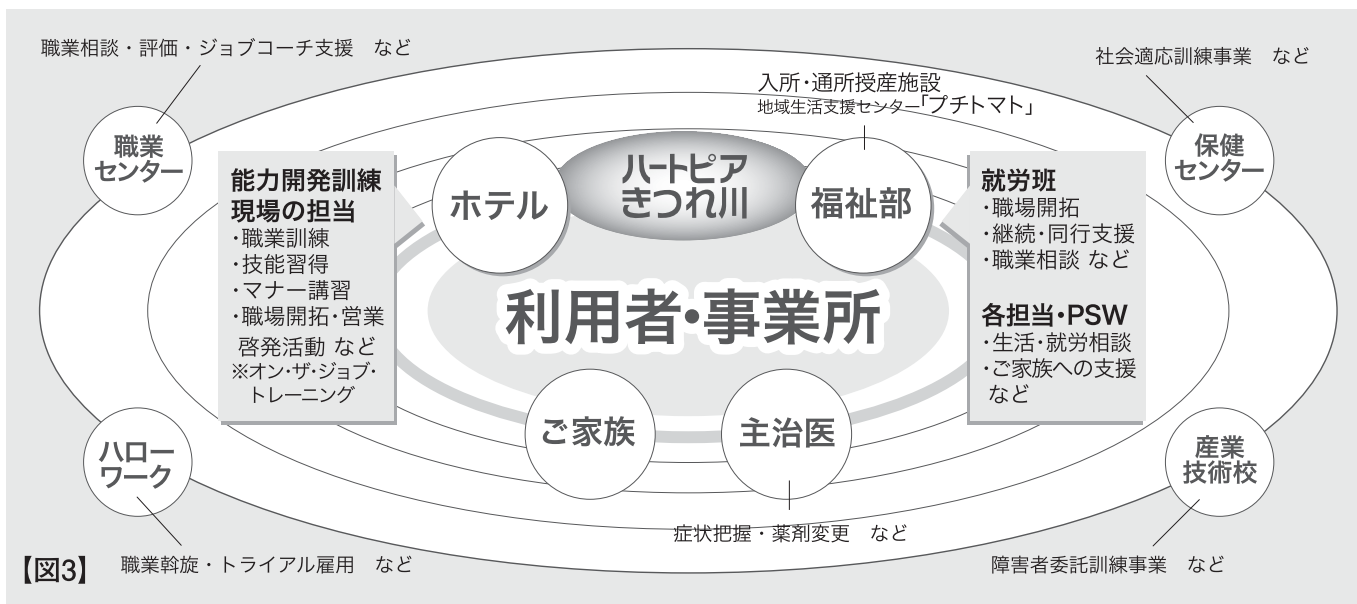 職業相談・評価・ジョブコーチ支援　など
社会適応訓練事業　など
入所・通所授産施設
地域生活支援センター「プチトマト」
職業
センター
保健
センター
ハートピア
きつれ川
ホテル
福祉部
能力開発訓練
現場の担当
・職業訓練
・技能習得
・マナー講習
・職場開拓・営業
啓発活動 など
※オン・ザ・ジョブ・
トレーニング
就労班
・職場開拓
・継続・同行支援
・職業相談 など
各担当・PSW
・生活・就労相談
・ご家族への支援
など
利用者・事業所
ご家族
主治医
ハロー
ワーク
産業
技術校
症状把握・薬剤変更　など
【図3】
職業斡旋・トライアル雇用　など
障害者委託訓練事業　など